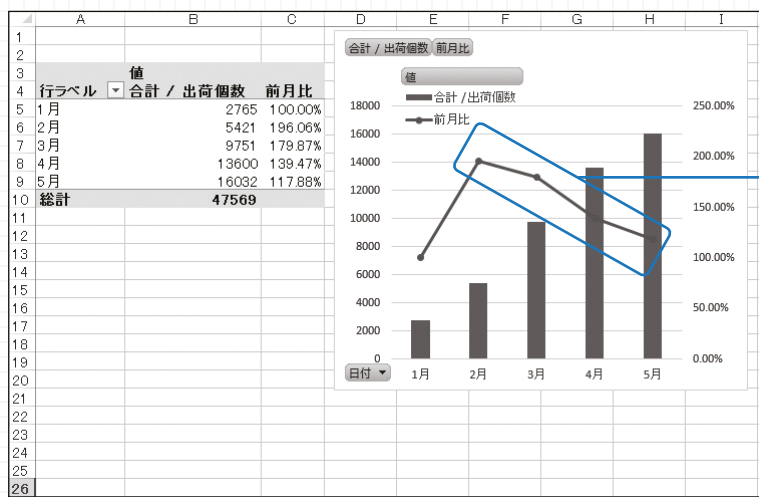 A B C D E F G H I
1
2
3 値
4 行ラベル 合計 / 出荷個数 前月比
5 1月 2765 100.00%
6 2月 5421 196.06%
7 3月 9751 179.87%
8 4月 13600 139.47%
9 5月 16032 117.88%
10 総計 47569
11
12
13
14
15
16
17
18
19
20
21
22
23
24
25
26
合計 / 出荷個数 前月比
値
合計 / 出荷個数
前月比
18000 250.00%
16000
14000 200.00%
12000
10000 150.00%
8000
6000 100.00%
4000 50.00%
2000
0 0.00%
日付 1月 2月 3月 4月 5月